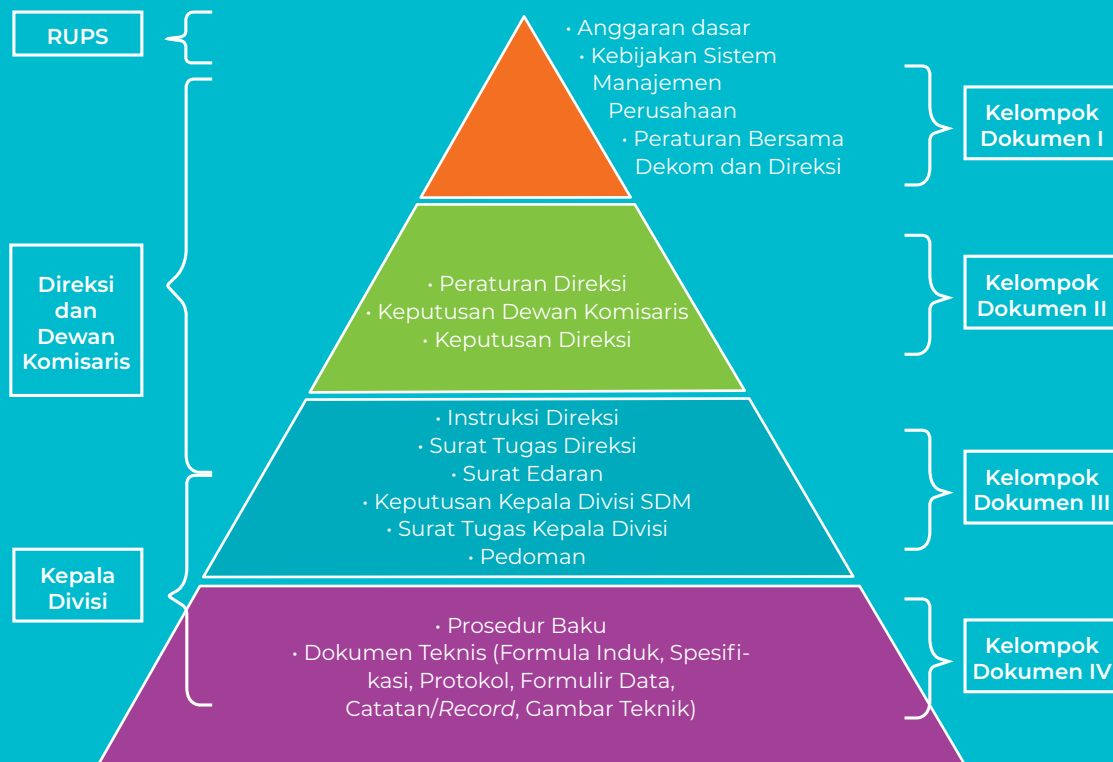 RUPS
Direksi
dan
Dewan
Komisaris
Kepala
Divisi
• Anggaran dasar
• Kebijakan Sistem
Manajemen
Perusahaan
• Peraturan Bersama
Dekom dan Direksi
• Peraturan Direksi
• Keputusan Dewan Komisaris
• Keputusan Direksi
• Instruksi Direksi
• Surat Tugas Direksi
• Surat Edaran
• Keputusan Kepala Divisi SDM
• Surat Tugas Kepala Divisi
• Pedoman
• Prosedur Baku
• Dokumen Teknis (Formula Induk, Spesifi-
kasi, Protokol, Formulir Data,
Catatan/Record, Gambar Teknik)
Kelompok
Dokumen I
Kelompok
Dokumen II
Kelompok
Dokumen III
Kelompok
Dokumen IV